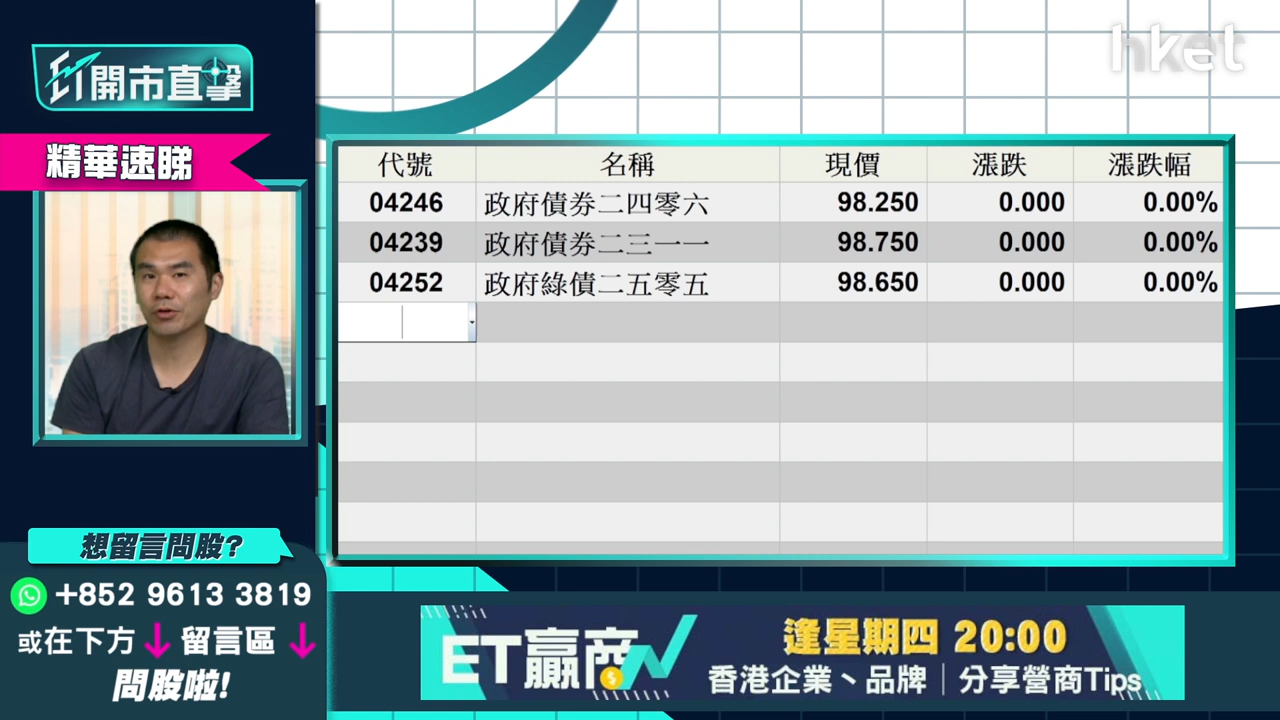 hket
ET開市直擊
精華速睇
代號 名稱 現價 漲跌 漲跌幅
04246 政府債券二四零六 98.250 0.000 0.00%
04239 政府債券二三一一 98.750 0.000 0.00%
04252 政府綠債二五零五 98.650 0.000 0.00%
想留言問股?
+852 9613 3819
或在下方↓留言區↓
問股啦!
ET贏商
逢星期四 20:00
香港企業、品牌｜分享營商Tips